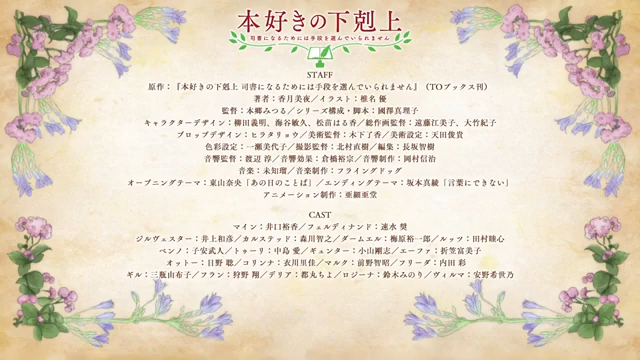 本好きの下剋上
司書になるためには手段を選んでいられません
STAFF
原作：『本好きの下剋上 司書になるためには手段を選んでいられません』（TOブックス刊）
著者：香月美夜／イラスト：椎名 優
監督：本郷みつる／シリーズ構成・脚本：國澤真理子
キャラクターデザイン：柳田義明、海谷敏久、松苗はる香／総作画監督：遠藤江美子、大竹紀子
プロップデザイン：ヒラタリョウ／美術監督：木下了香／美術設定：天田俊貴
色彩設定：一瀬美代子／撮影監督：北村直樹／編集：長坂智樹
音響監督：渡辺 淳／音響効果：倉橋裕宗／音響制作：岡村信治
音楽：未知瑠／音楽制作：フライングドッグ
オープニングテーマ：東山奈央「あの日のことば」／エンディングテーマ：坂本真綾「言葉にできない」
アニメーション制作：亜細亜堂
CAST
マイン：井口裕香／フェルディナンド：速水 奨
ジルヴェスター：井上和彦／カルステッド：森川智之／ダームエル：梅原裕一郎／ルッツ：田村睦心
ベンノ：子安武人／トゥーリ：中島 愛／ギュンター：小山剛志／エーファ：折笠富美子
オットー：日野 聡／コリンナ：衣川里佳／マルク：前野智昭／フリーダ：内田 彩
ギル：三瓶由布子／フラン：狩野 翔／デリア：都丸ちよ／ロジーナ：鈴木みのり／ヴィルマ：安野希世乃